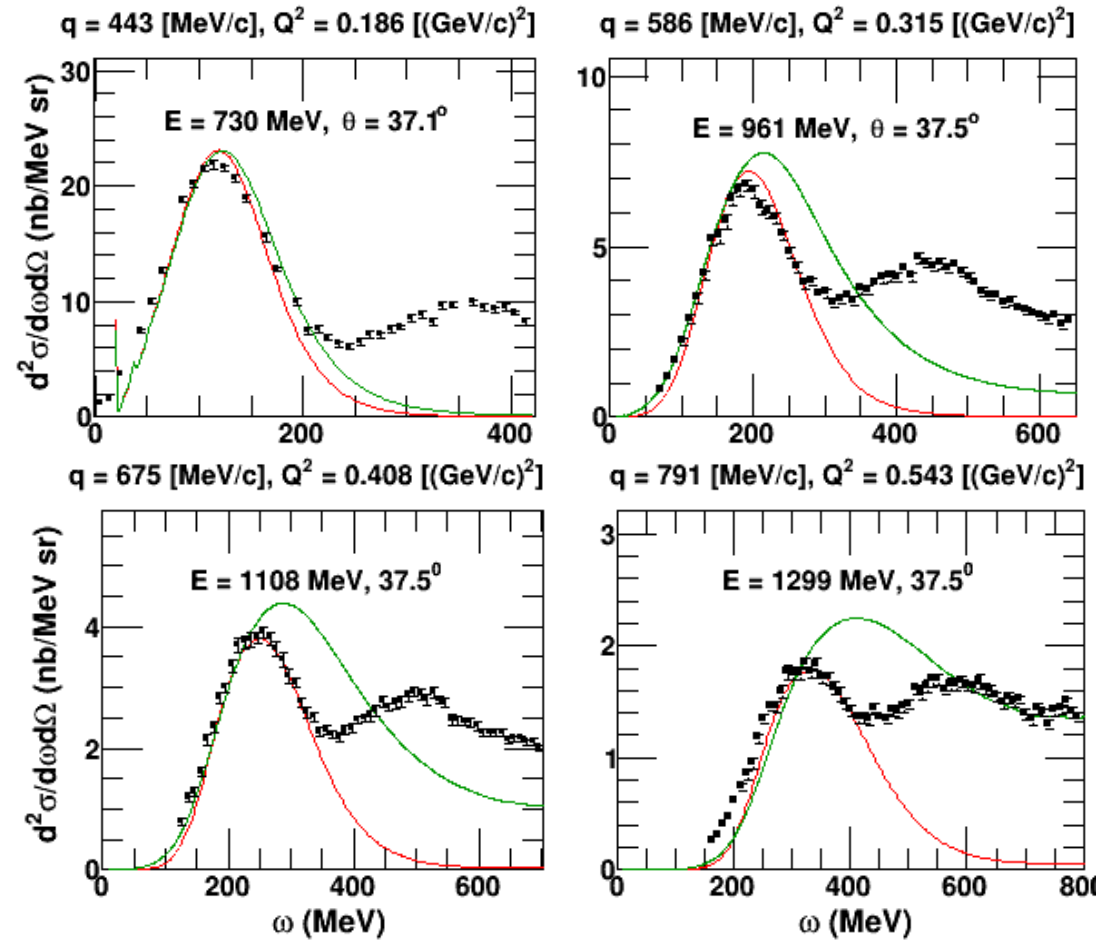 q = 443 [MeV/c], Q² = 0.186 [(GeV/c)²]
q = 586 [MeV/c], Q² = 0.315 [(GeV/c)²]
E = 730 MeV, θ = 37.1°
E = 961 MeV, θ = 37.5°
d²σ/dωdΩ (nb/MeV sr)
30
20
10
0
0
200
400
10
5
0
0
200
400
600
q = 675 [MeV/c], Q² = 0.408 [(GeV/c)²]
q = 791 [MeV/c], Q² = 0.543 [(GeV/c)²]
E = 1108 MeV, 37.5⁰
E = 1299 MeV, 37.5⁰
d²σ/dωdΩ (nb/MeV sr)
4
2
0
0
200
400
600
3
2
1
0
0
200
400
600
800
ω (MeV)
ω (MeV)